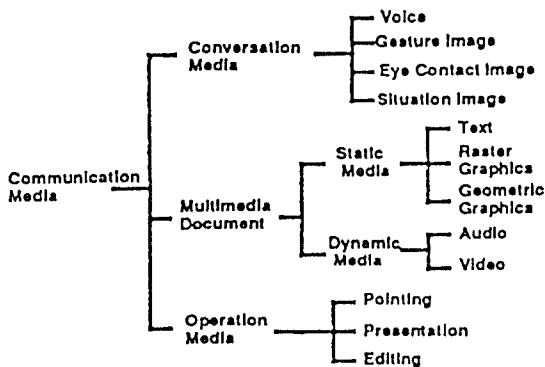 Communication
Media
Conversation
Media
Voice
Gesture Image
Eye Contact Image
Situation Image
Multimedia
Document
Static
Media
Text
Raster
Graphics
Geometric
Graphics
Dynamic
Media
Audio
Video
Operation
Media
Pointing
Presentation
Editing